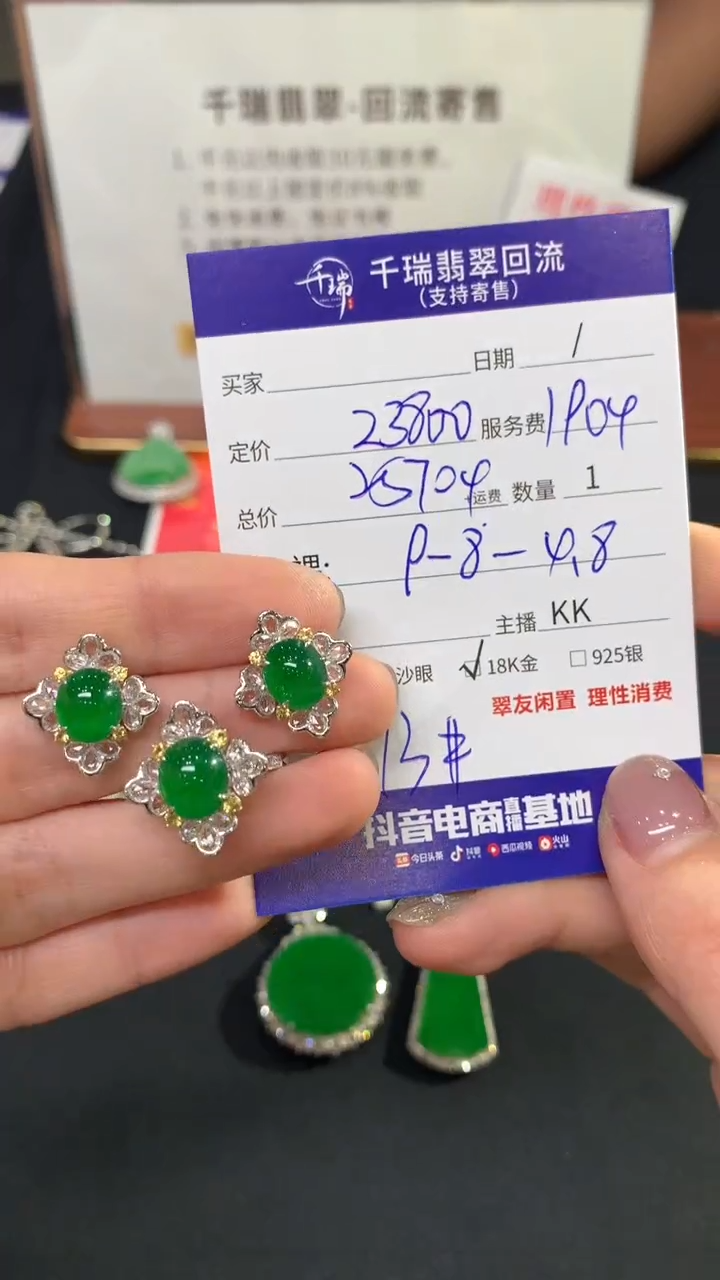 千瑞翡翠-回流寄售
千瑞
千瑞翡翠回流
(支持寄售)
买家 日期 /
定价 23800 服务费 1904
总价 25704 +运费 数量 1
裸: 9-8-4.8
主播 KK
沙眼 ☑ 18K金 □ 925银
翠友闲置 理性消费
13#
抖音电商直播基地
今日头条 抖音 西瓜视频 火山